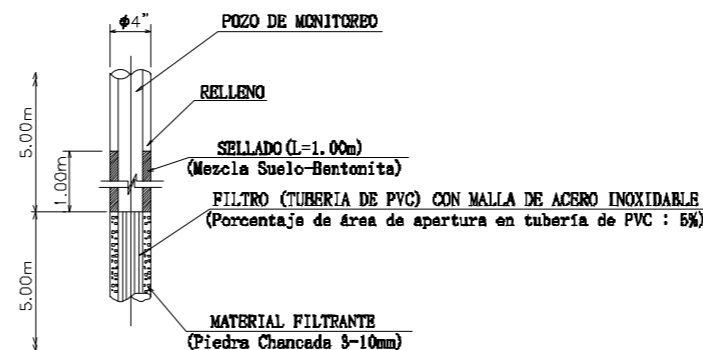 ϕ4"
POZO DE MONITOREO
RELLENO
5.00m
1.00m
SELLADO (L=1.00m)
(Mezcla Suelo-Bentonita)
FILTRO (TUBERIA DE PVC) CON MALLA DE ACERO INOXIDABLE
(Porcentaje de área de apertura en tubería de PVC : 5%)
5.00m
MATERIAL FILTRANTE
(Piedra Chancada 3-10mm)